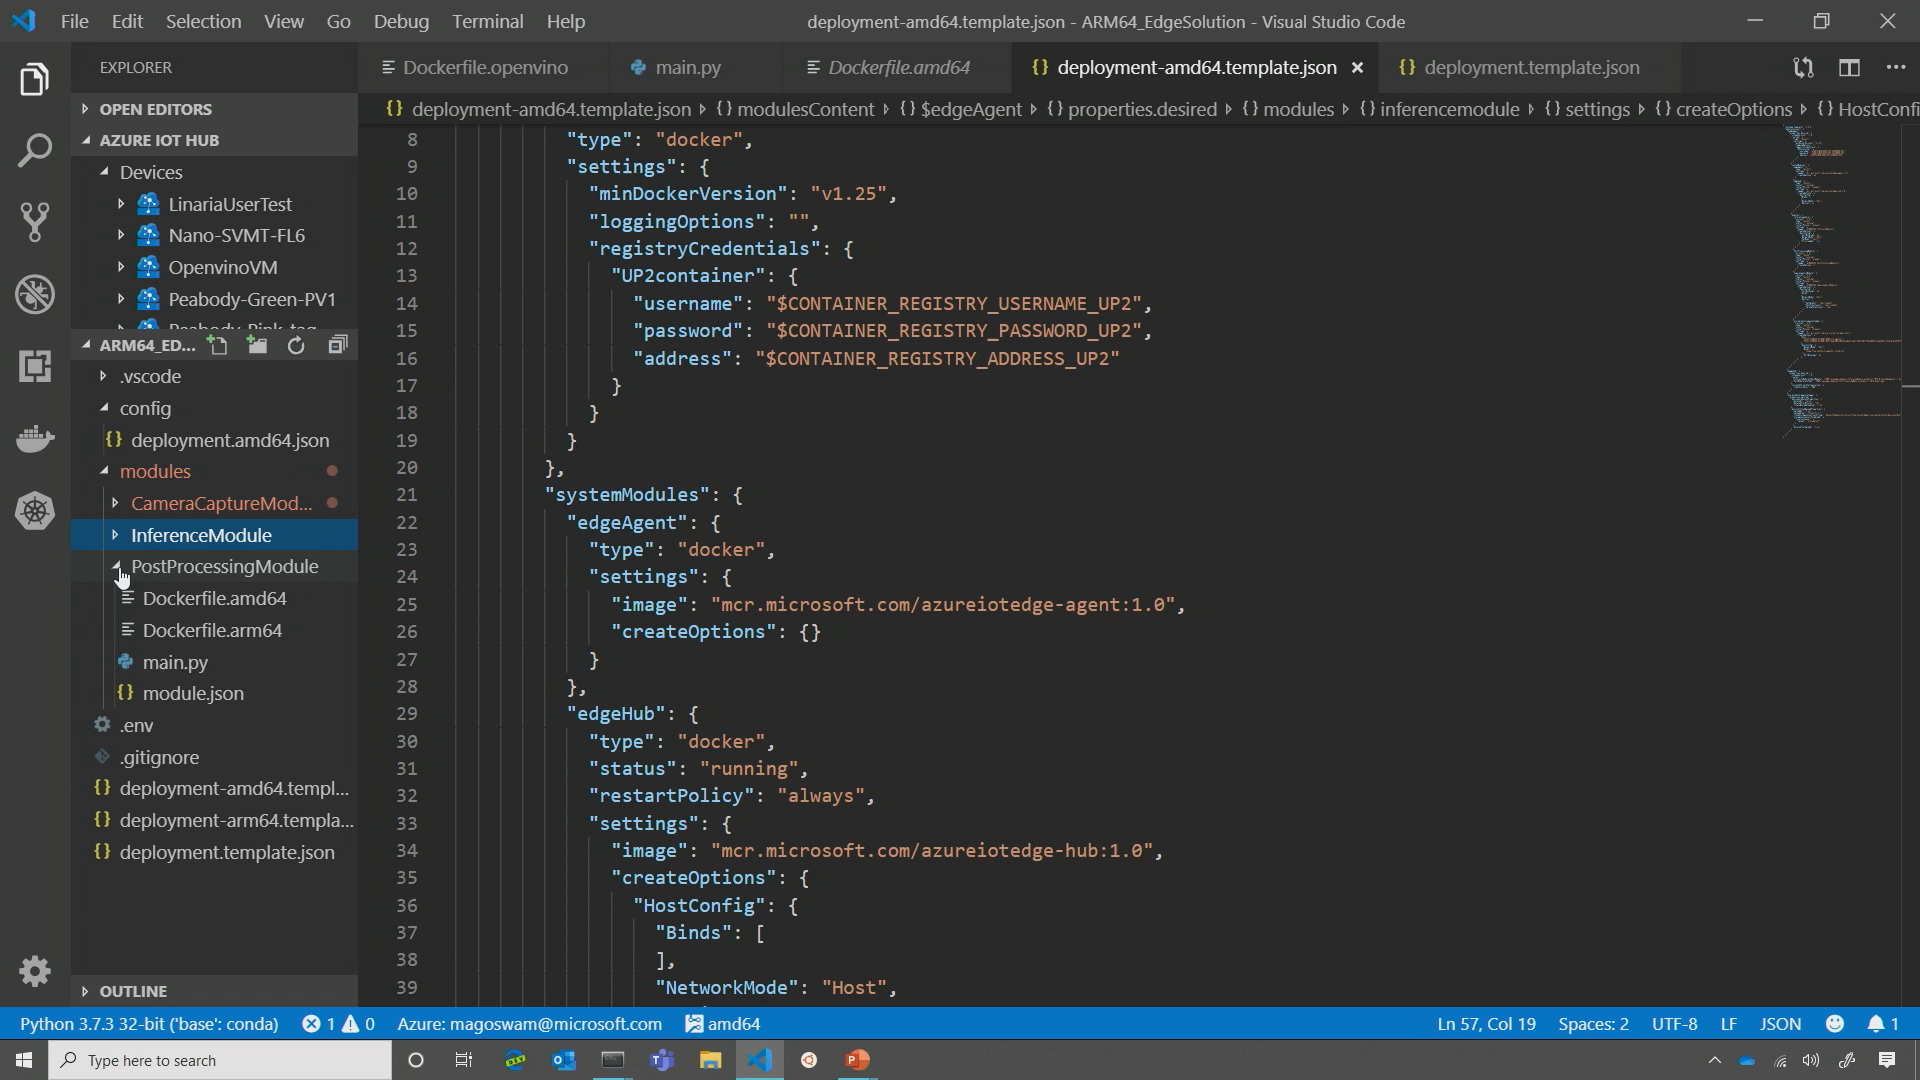 File Edit Selection View Go Debug Terminal Help
deployment-amd64.template.json - ARM64_EdgeSolution - Visual Studio Code
EXPLORER
Dockerfile.openvino
main.py
Dockerfile.amd64
deployment-amd64.template.json
deployment.template.json
deployment-amd64.template.json {} modulesContent {} $edgeAgent {} properties.desired {} modules {} inferencemodule {} settings {} createOptions {} HostConfi
OPEN EDITORS
AZURE IOT HUB
Devices
LinariaUserTest
Nano-SVMT-FL6
OpenvinoVM
Peabody-Green-PV1
ARM64_ED...
.vscode
config
{} deployment.amd64.json
modules
CameraCaptureMod...
InferenceModule
PostProcessingModule
Dockerfile.amd64
Dockerfile.arm64
main.py
{} module.json
.env
.gitignore
{} deployment-amd64.templ...
{} deployment-arm64.templa...
{} deployment.template.json
OUTLINE
8 "type": "docker",
9 "settings": {
10 "minDockerVersion": "v1.25",
11 "loggingOptions": "",
12 "registryCredentials": {
13 "UP2container": {
14 "username": "$CONTAINER_REGISTRY_USERNAME_UP2",
15 "password": "$CONTAINER_REGISTRY_PASSWORD_UP2",
16 "address": "$CONTAINER_REGISTRY_ADDRESS_UP2"
17 }
18 }
19 }
20 },
21 "systemModules": {
22 "edgeAgent": {
23 "type": "docker",
24 "settings": {
25 "image": "mcr.microsoft.com/azureiotedge-agent:1.0",
26 "createOptions": {}
27 }
28 },
29 "edgeHub": {
30 "type": "docker",
31 "status": "running",
32 "restartPolicy": "always",
33 "settings": {
34 "image": "mcr.microsoft.com/azureiotedge-hub:1.0",
35 "createOptions": {
36 "HostConfig": {
37 "Binds": [
38 ],
39 "NetworkMode": "Host",
Python 3.7.3 32-bit ('base': conda) 1 0 Azure: magoswam@microsoft.com amd64 Ln 57, Col 19 Spaces: 2 UTF-8 LF JSON 1
Type here to search